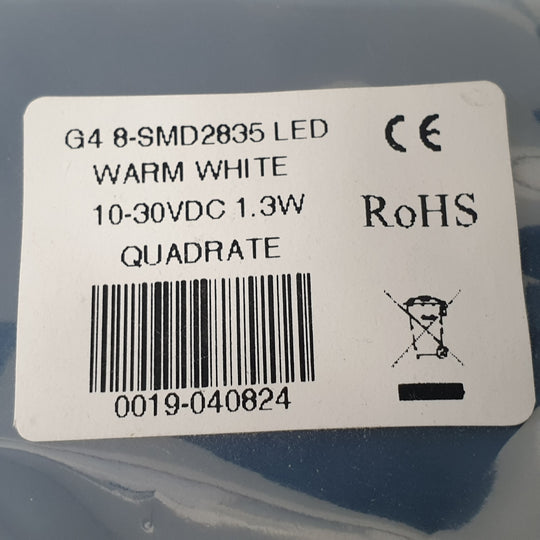 G4 8-SMD2835 LED
WARM WHITE
10-30VDC 1.3W
QUADRATE
0019-040824
CE
RoHS